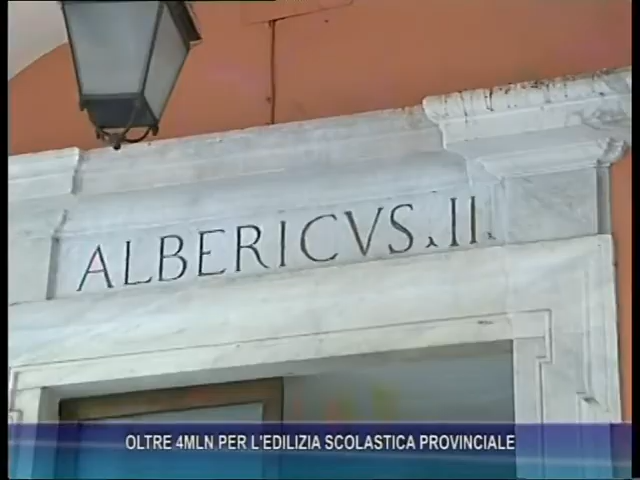 ALBERICVS.II.
OLTRE 4MLN PER L'EDILIZIA SCOLASTICA PROVINCIALE